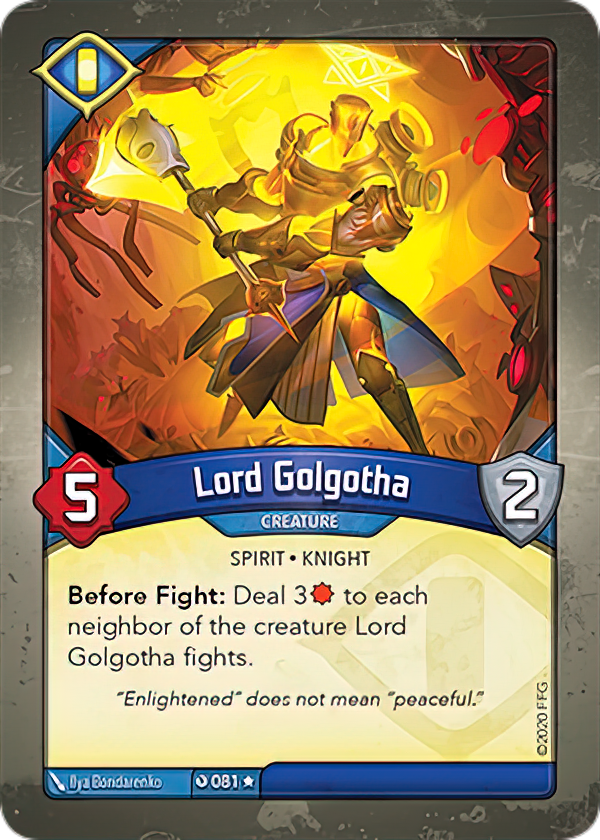 5
Lord Golgotha
2
CREATURE
SPIRIT • KNIGHT
Before Fight: Deal 3 to each
neighbor of the creature Lord
Golgotha fights.
“Enlightened” does not mean “peaceful.”
©2020 FFG
Ilya Bondarenko
081